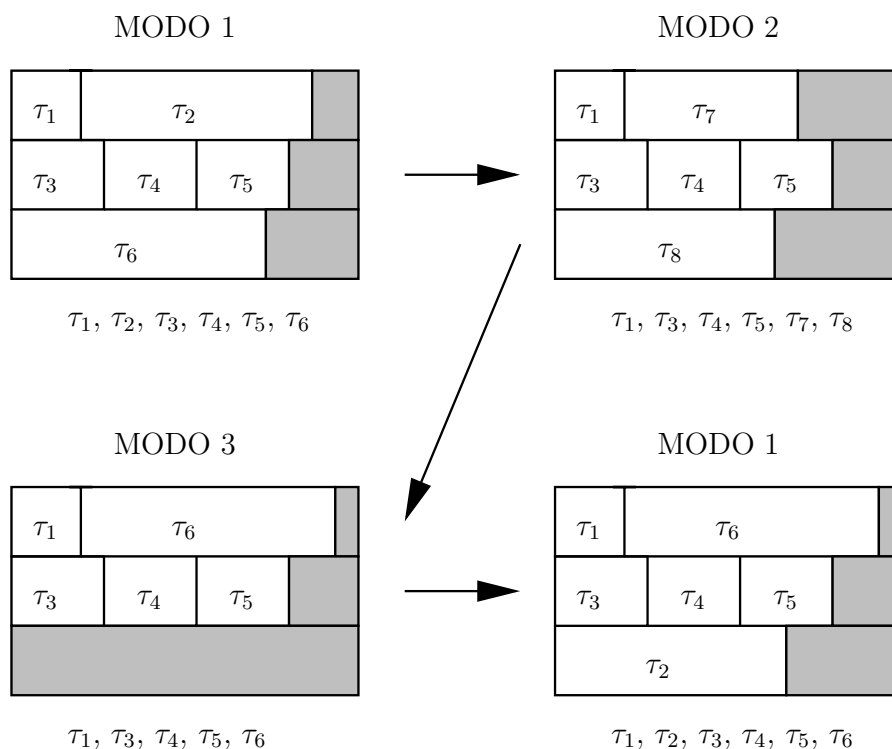 MODO 1
τ1 τ2
τ3 τ4 τ5
τ6
τ1, τ2, τ3, τ4, τ5, τ6
MODO 2
τ1 τ7
τ3 τ4 τ5
τ8
τ1, τ3, τ4, τ5, τ7, τ8
MODO 3
τ1 τ6
τ3 τ4 τ5
τ1, τ3, τ4, τ5, τ6
MODO 1
τ1 τ6
τ3 τ4 τ5
τ2
τ1, τ2, τ3, τ4, τ5, τ6